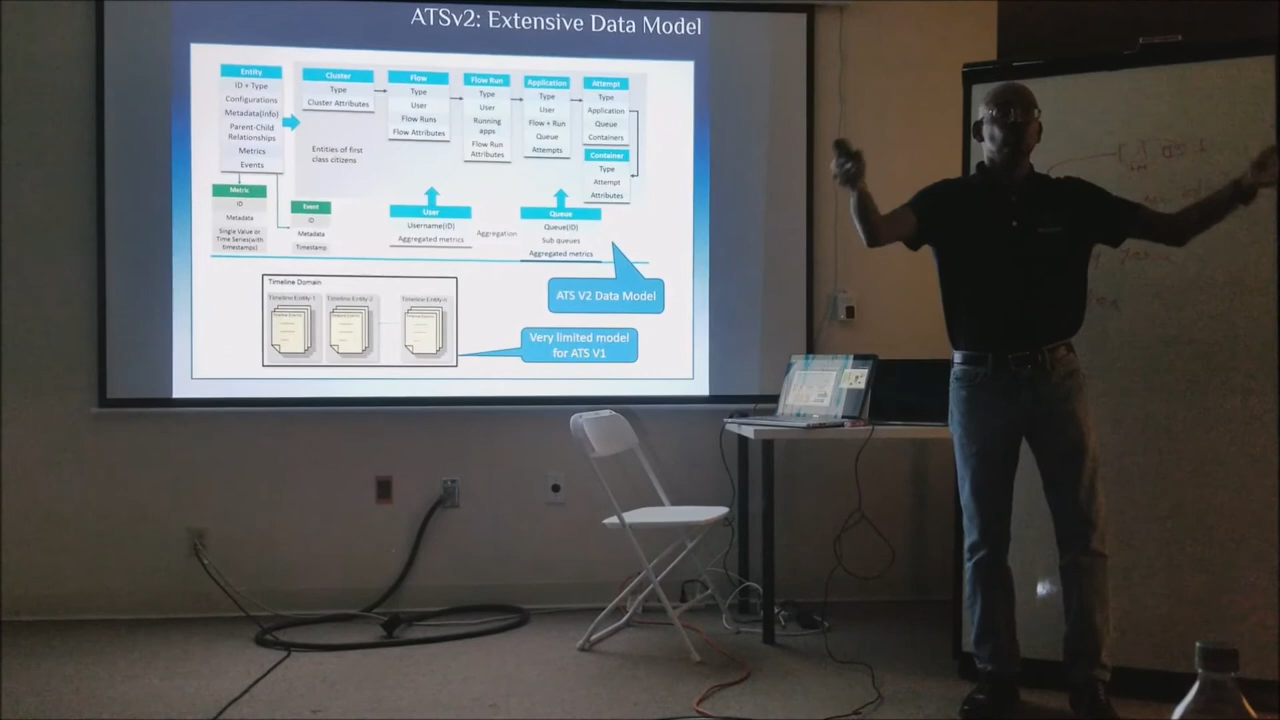 ATSv2: Extensive Data Model
Entity
ID + Type
Configurations
Metadata(Info)
Parent-Child
Relationships
Metrics
Events
Cluster
Type
Cluster Attributes
Flow
Type
User
Flow Runs
Flow Attributes
Flow Run
Type
User
Running
apps
Flow Run
Attributes
Application
Type
User
Flow + Run
Queue
Attempts
Attempt
Type
Application
Queue
Containers
Container
Type
Attempt
Attributes
Entities of first
class citizens
Metric
ID
Metadata
Single Value or
Time Series(with
timestamps)
Event
ID
Metadata
Timestamp
User
Username(ID)
Aggregated metrics
Aggregation
Queue
Queue(ID)
Sub queues
Aggregated metrics
ATS V2 Data Model
Timeline Domain
Timeline Entity-1
Timeline Entity-2
Timeline Entity-n
Very limited model
for ATS V1